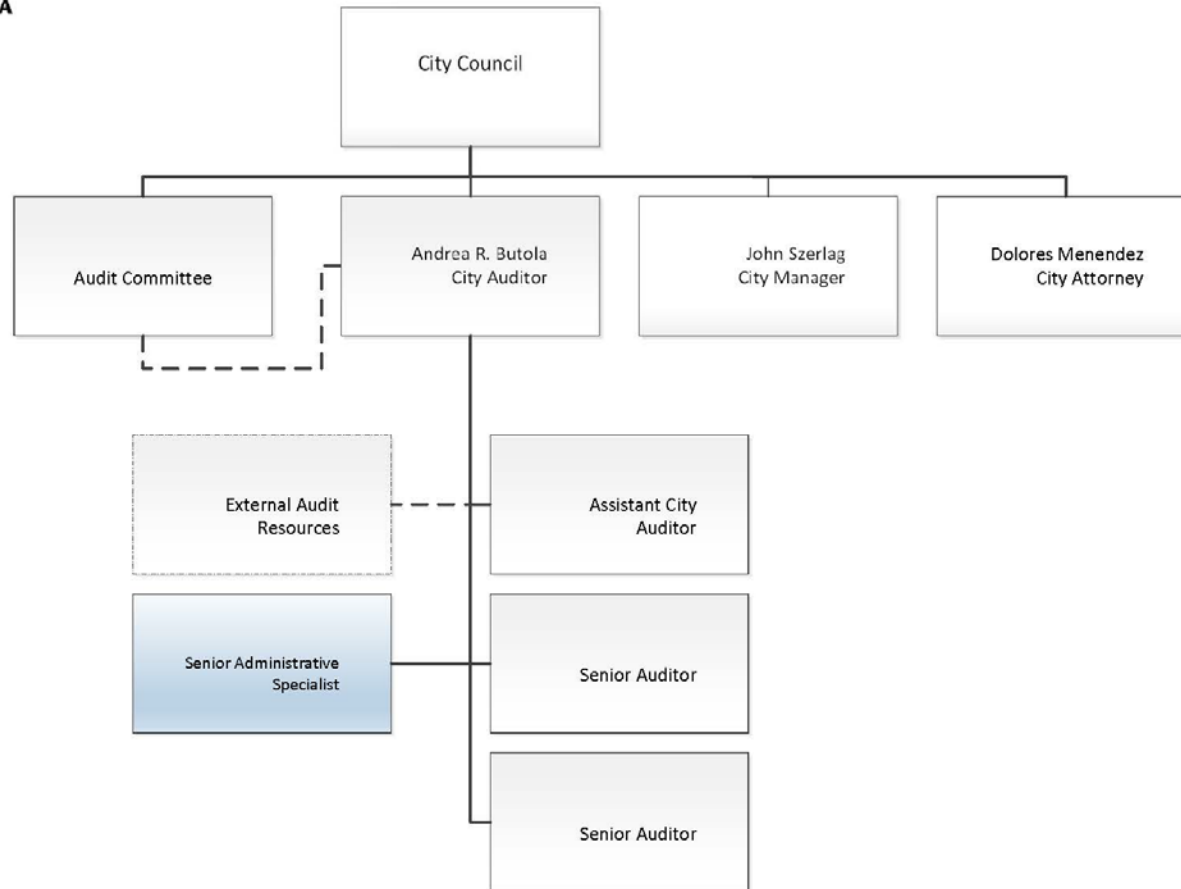 A
City Council
Audit Committee
Andrea R. Butola
City Auditor
John Szerlag
City Manager
Dolores Menendez
City Attorney
External Audit
Resources
Assistant City
Auditor
Senior Administrative
Specialist
Senior Auditor
Senior Auditor